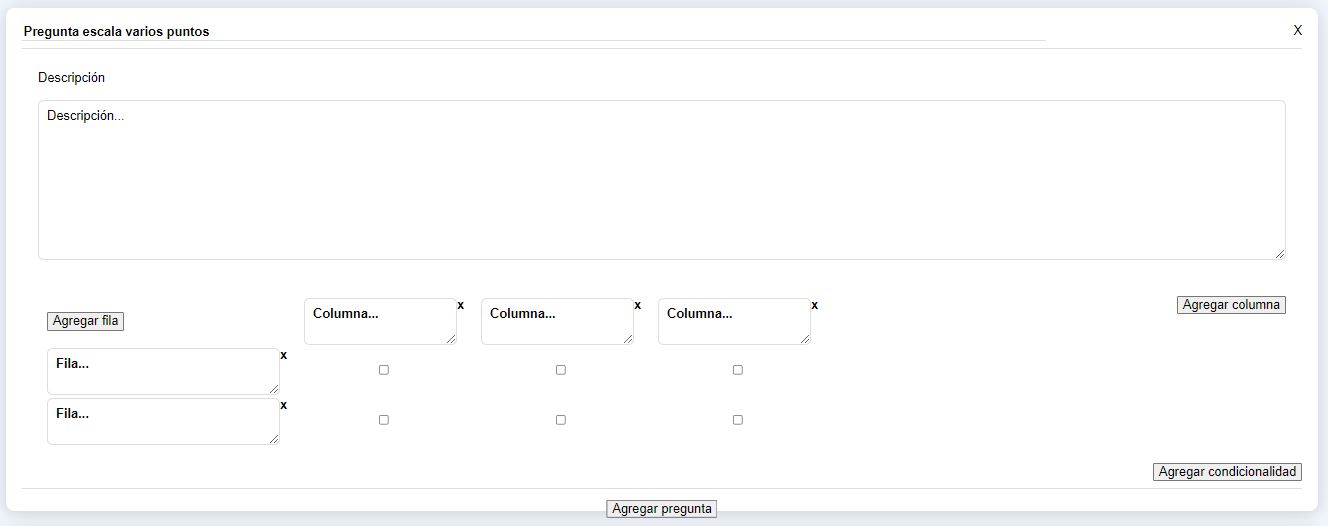 Pregunta escala varios puntos
X
Descripción
Descripción...
Agregar fila
Columna... x
Columna... x
Columna... x
Agregar columna
Fila... x
Fila... x
Agregar condicionalidad
Agregar pregunta